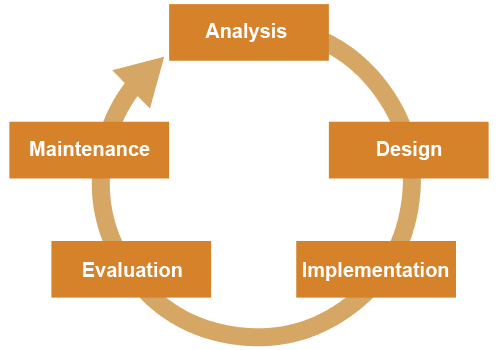 Analysis
Design
Implementation
Evaluation
Maintenance